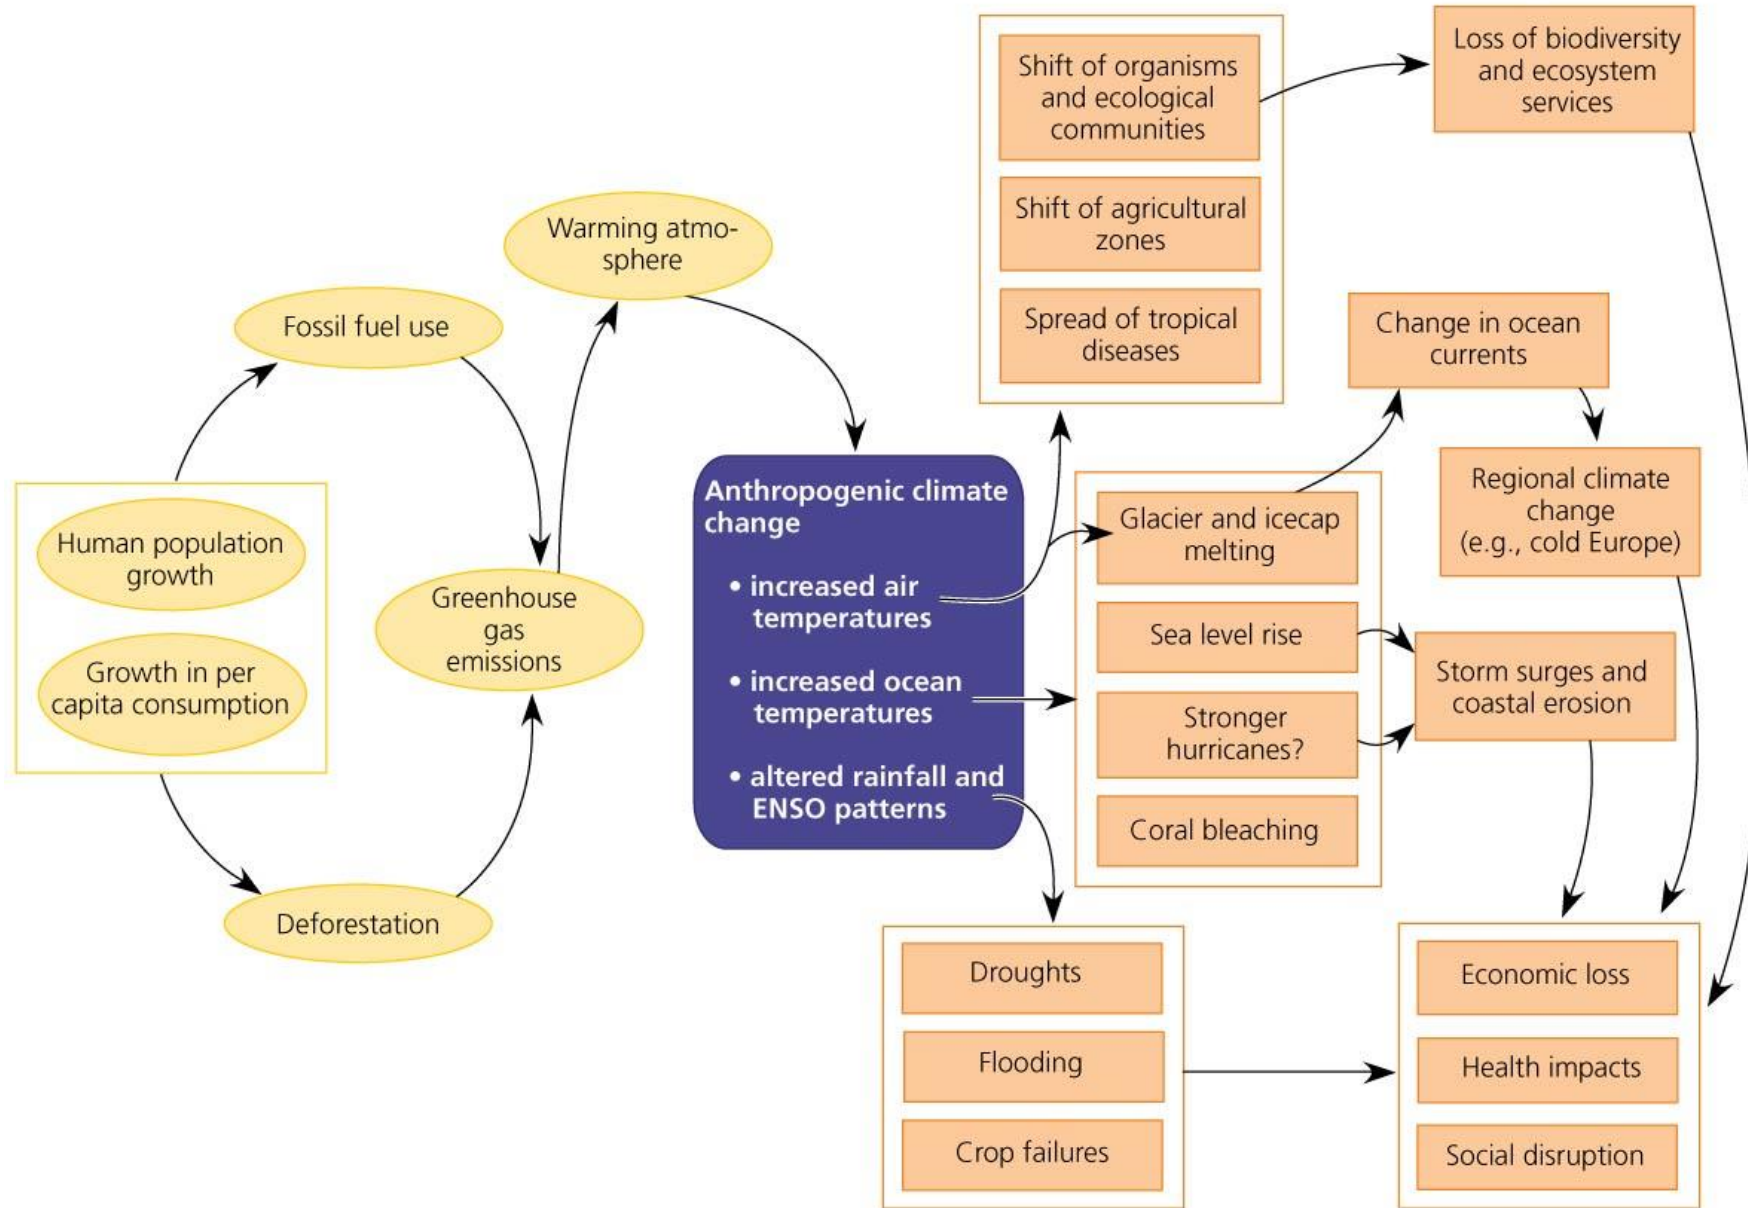 Human population
growth
Growth in per
capita consumption
Fossil fuel use
Deforestation
Greenhouse
gas
emissions
Warming atmo-
sphere
Anthropogenic climate
change
• increased air
temperatures
• increased ocean
temperatures
• altered rainfall and
ENSO patterns
Shift of organisms
and ecological
communities
Shift of agricultural
zones
Spread of tropical
diseases
Loss of biodiversity
and ecosystem
services
Glacier and icecap
melting
Sea level rise
Stronger
hurricanes?
Coral bleaching
Change in ocean
currents
Regional climate
change
(e.g., cold Europe)
Storm surges and
coastal erosion
Droughts
Flooding
Crop failures
Economic loss
Health impacts
Social disruption